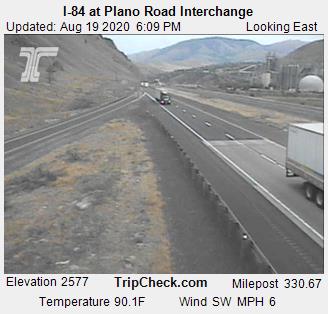 I-84 at Plano Road Interchange
Updated: Aug 19 2020 6:09 PM Looking East
Elevation 2577 TripCheck.com Milepost 330.67
Temperature 90.1F Wind SW MPH 6